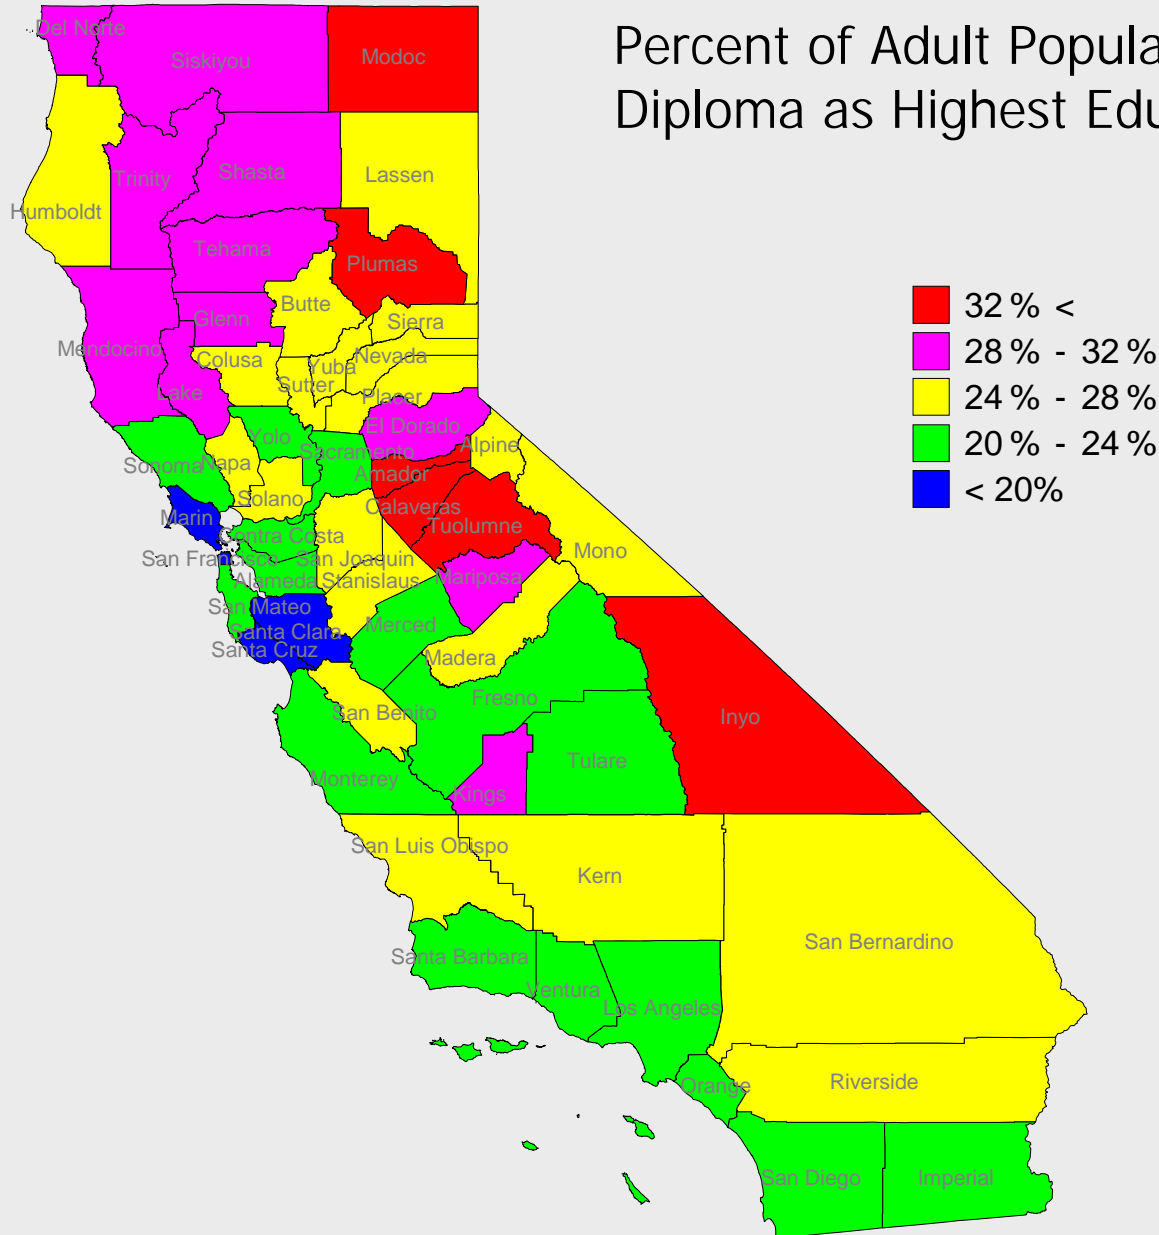 Percent of Adult Popula
Diploma as Highest Edu
32 % <
28 % - 32 %
24 % - 28 %
20 % - 24 %
< 20%
Del Norte
Siskiyou
Modoc
Trinity
Shasta
Lassen
Humboldt
Tehama
Plumas
Butte
Glenn
Sierra
Mendocino
Colusa
Yuba
Nevada
Lake
Sutter
Placer
El Dorado
Yolo
Sacramento
Alpine
Sonoma
Napa
Amador
Solano
Calaveras
Marin
Tuolumne
Contra Costa
Mono
San Francisco
San Joaquin
Alameda
Stanislaus
Mariposa
San Mateo
Merced
Santa Clara
Santa Cruz
Madera
Fresno
San Benito
Inyo
Tulare
Monterey
Kings
San Luis Obispo
Kern
San Bernardino
Santa Barbara
Ventura
Los Angeles
Orange
Riverside
San Diego
Imperial